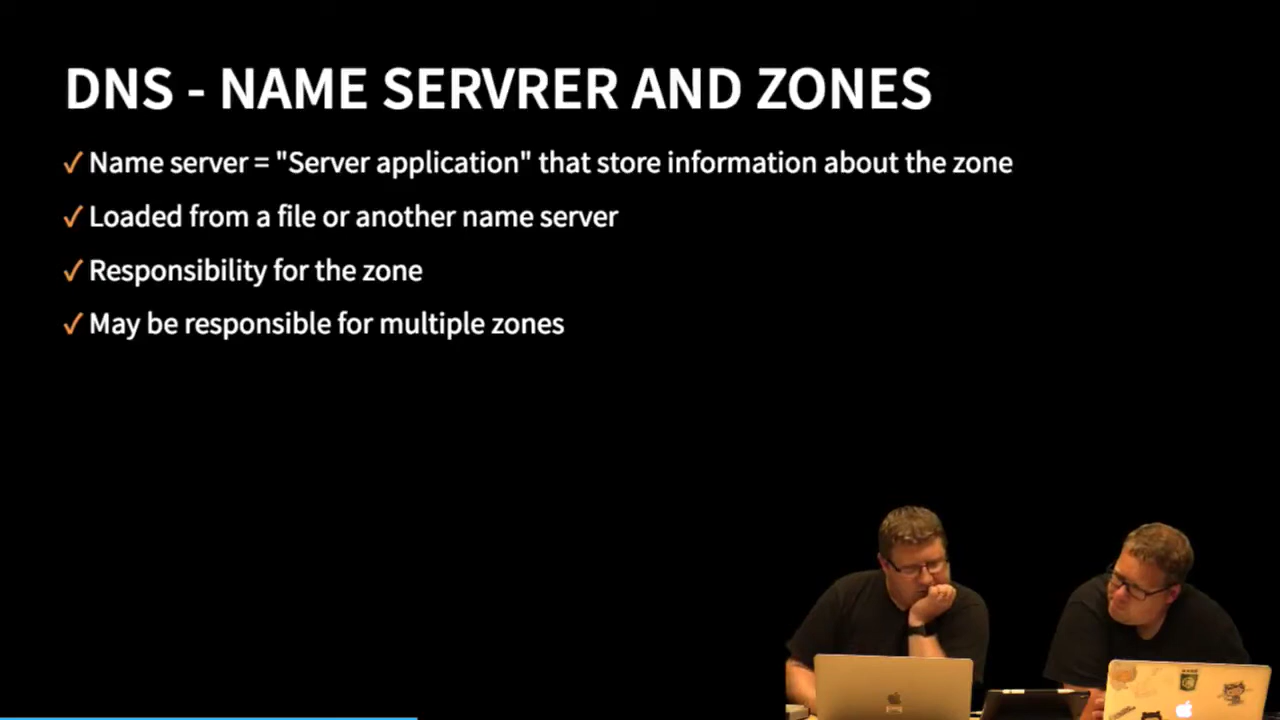 DNS - NAME SERVRER AND ZONES
✓ Name server = "Server application" that store information about the zone
✓ Loaded from a file or another name server
✓ Responsibility for the zone
✓ May be responsible for multiple zones